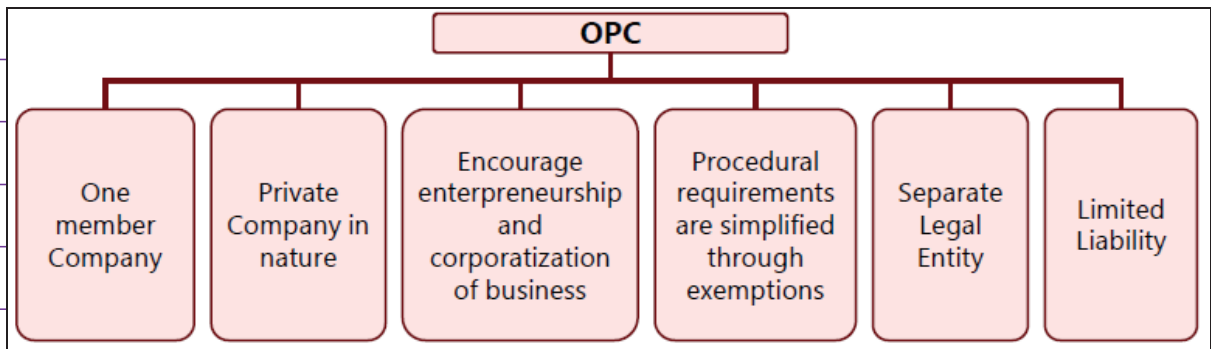 OPC
One
member
Company
Private
Company in
nature
Encourage
enterpreneurship
and
corporatization
of business
Procedural
requirements
are simplified
through
exemptions
Separate
Legal
Entity
Limited
Liability